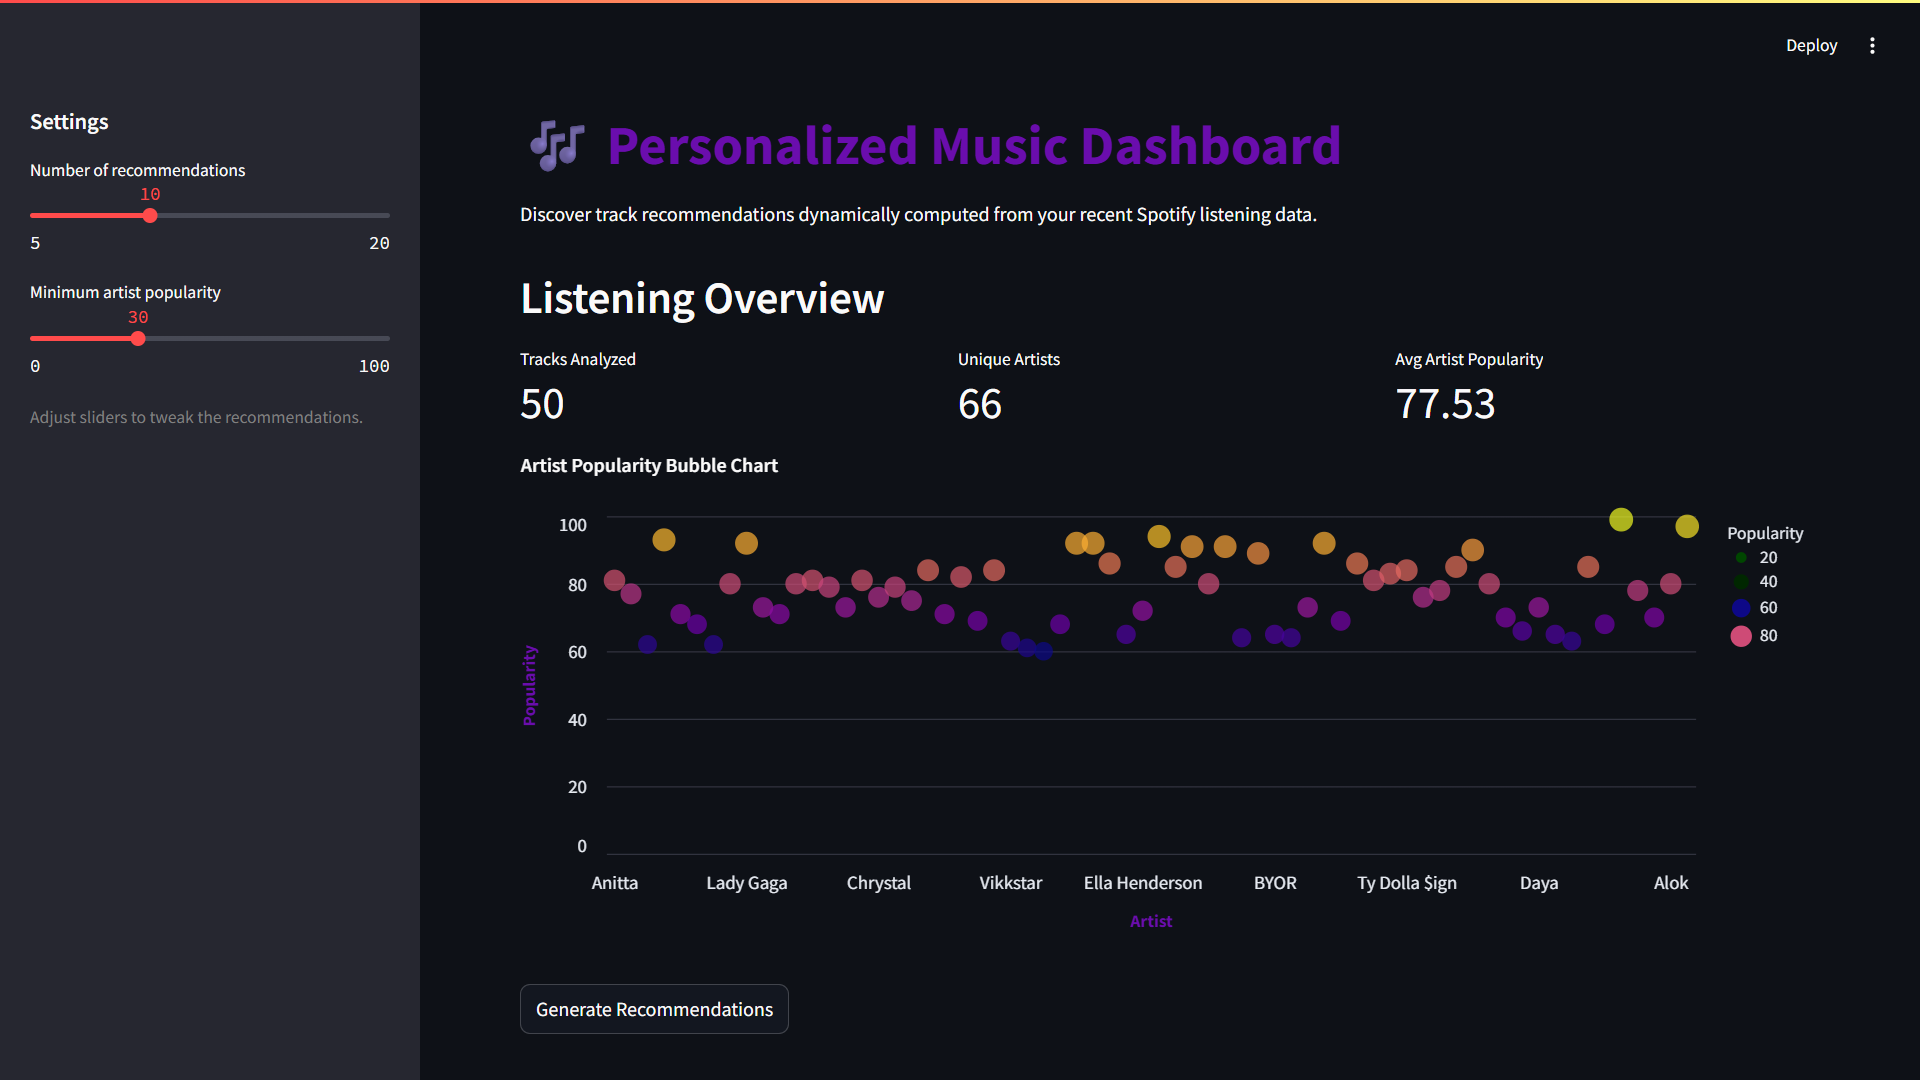 Deploy
Settings
Number of recommendations
10
5 20
Minimum artist popularity
30
0 100
Adjust sliders to tweak the recommendations.
Personalized Music Dashboard
Discover track recommendations dynamically computed from your recent Spotify listening data.
Listening Overview
Tracks Analyzed Unique Artists Avg Artist Popularity
50 66 77.53
Artist Popularity Bubble Chart
100
80
60
40
20
0
Popularity
Anitta Lady Gaga Chrystal Vikkstar Ella Henderson BYOR Ty Dolla $ign Daya Alok
Artist
Popularity
20
40
60
80
Generate Recommendations